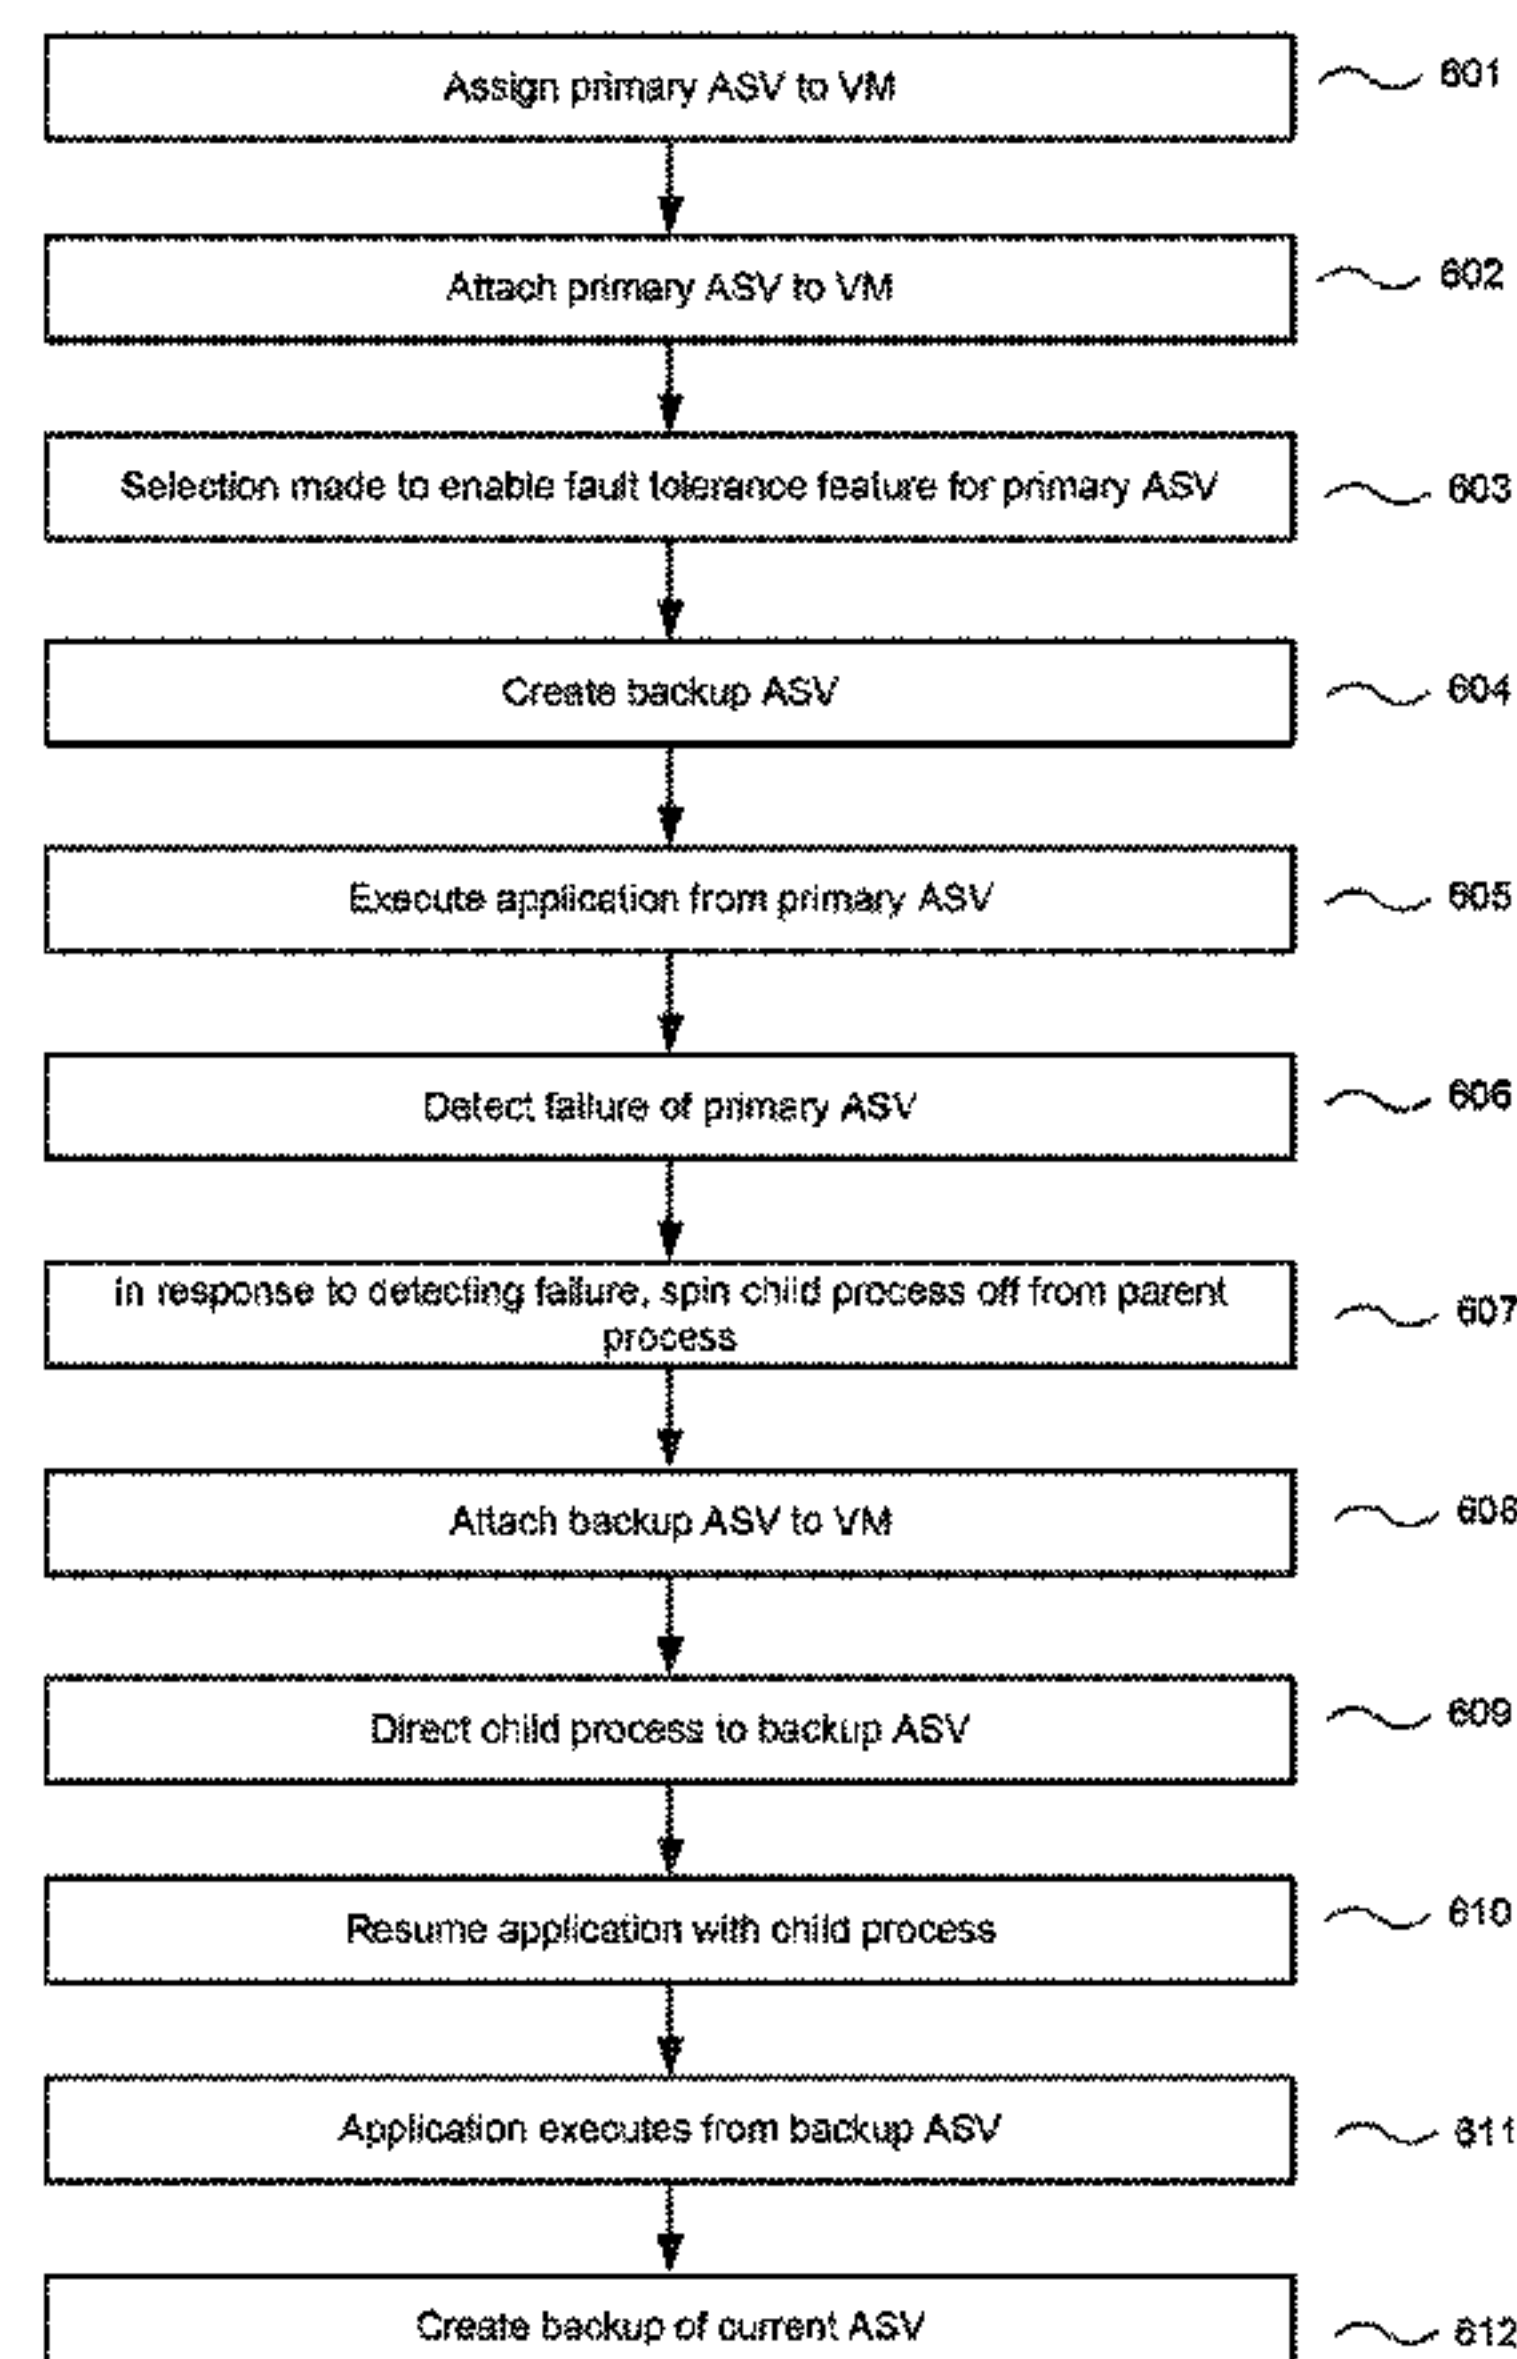 Assign primary ASV to VM
601
Attach primary ASV to VM
602
Selection made to enable fault tolerance feature for primary ASV
603
Create backup ASV
604
Execute application from primary ASV
605
Detect failure of primary ASV
606
in response to detecting failure, spin child process off from parent
process
607
Attach backup ASV to VM
608
Direct child process to backup ASV
609
Resume application with child process
610
Application executes from backup ASV
611
Create backup of current ASV
612